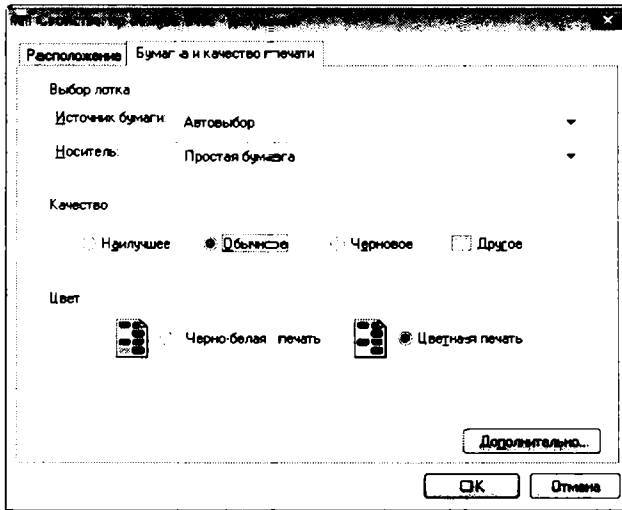 Расположение Бумага и качество печати
Выбор лотка
Источник бумаги: Автовыбор
Носитель: Простая бумага
Качество
Наилучшее Обычное Черновое Другое
Цвет
Черно-белая печать Цветная печать
Дополнительно...
OK Отмена